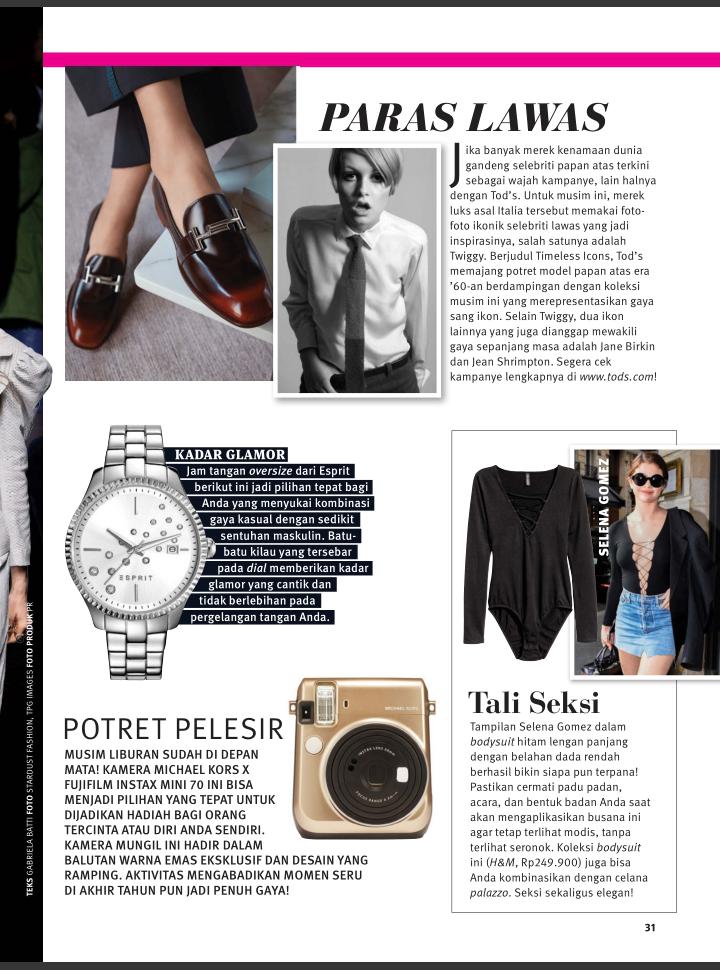 PARAS LAWAS
Jika banyak merek kenamaan dunia
gandeng selebriti papan atas terkini
sebagai wajah kampanye, lain halnya
dengan Tod's. Untuk musim ini, merek
luks asal Italia tersebut memakai foto-
foto ikonik selebriti lawas yang jadi
inspirasinya, salah satunya adalah
Twiggy. Berjudul Timeless Icons, Tod's
memajang potret model papan atas era
'60-an berdampingan dengan koleksi
musim ini yang merepresentasikan gaya
sang ikon. Selain Twiggy, dua ikon
lainnya yang juga dianggap mewakili
gaya sepanjang masa adalah Jane Birkin
dan Jean Shrimpton. Segera cek
kampanye lengkapnya di www.tods.com!
KADAR GLAMOR
Jam tangan oversize dari Esprit
berikut ini jadi pilihan tepat bagi
Anda yang menyukai kombinasi
gaya kasual dengan sedikit
sentuhan maskulin. Batu-
batu kilau yang tersebar
pada dial memberikan kadar
glamor yang cantik dan
tidak berlebihan pada
pergelangan tangan Anda.
ESPRIT
SELENA GOMEZ
Tali Seksi
Tampilan Selena Gomez dalam
bodysuit hitam lengan panjang
dengan belahan dada rendah
berhasil bikin siapa pun terpana!
Pastikan cermati padu padan,
acara, dan bentuk badan Anda saat
akan mengaplikasikan busana ini
agar tetap terlihat modis, tanpa
terlihat seronok. Koleksi bodysuit
ini (H&M, Rp249.900) juga bisa
Anda kombinasikan dengan celana
palazzo. Seksi sekaligus elegan!
POTRET PELESIR
MUSIM LIBURAN SUDAH DI DEPAN
MATA! KAMERA MICHAEL KORS X
FUJIFILM INSTAX MINI 70 INI BISA
MENJADI PILIHAN YANG TEPAT UNTUK
DIJADIKAN HADIAH BAGI ORANG
TERCINTA ATAU DIRI ANDA SENDIRI.
KAMERA MUNGIL INI HADIR DALAM
BALUTAN WARNA EMAS EKSKLUSIF DAN DESAIN YANG
RAMPING. AKTIVITAS MENGABADIKAN MOMEN SERU
DI AKHIR TAHUN PUN JADI PENUH GAYA!
MICHAEL KORS
TEKS GABRIELA BATTI FOTO STARDUST FASHION, TPG IMAGES FOTO PRODUK PR
31